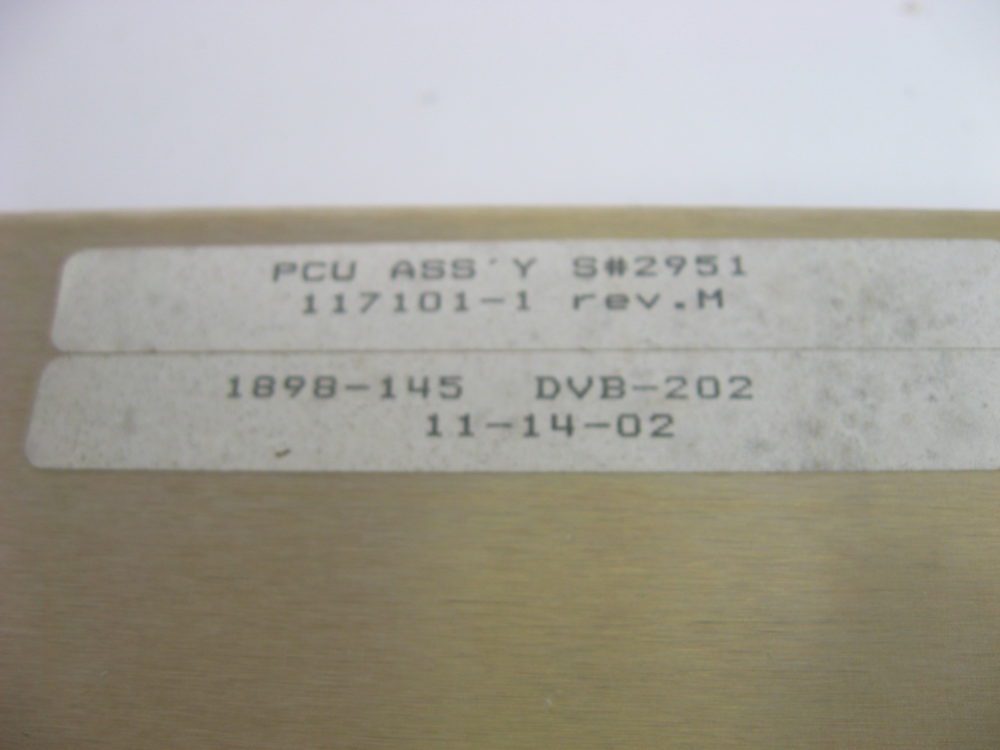 PCU ASS'Y S#2951
117101-1 rev.M
1898-145 DVB-202
11-14-02